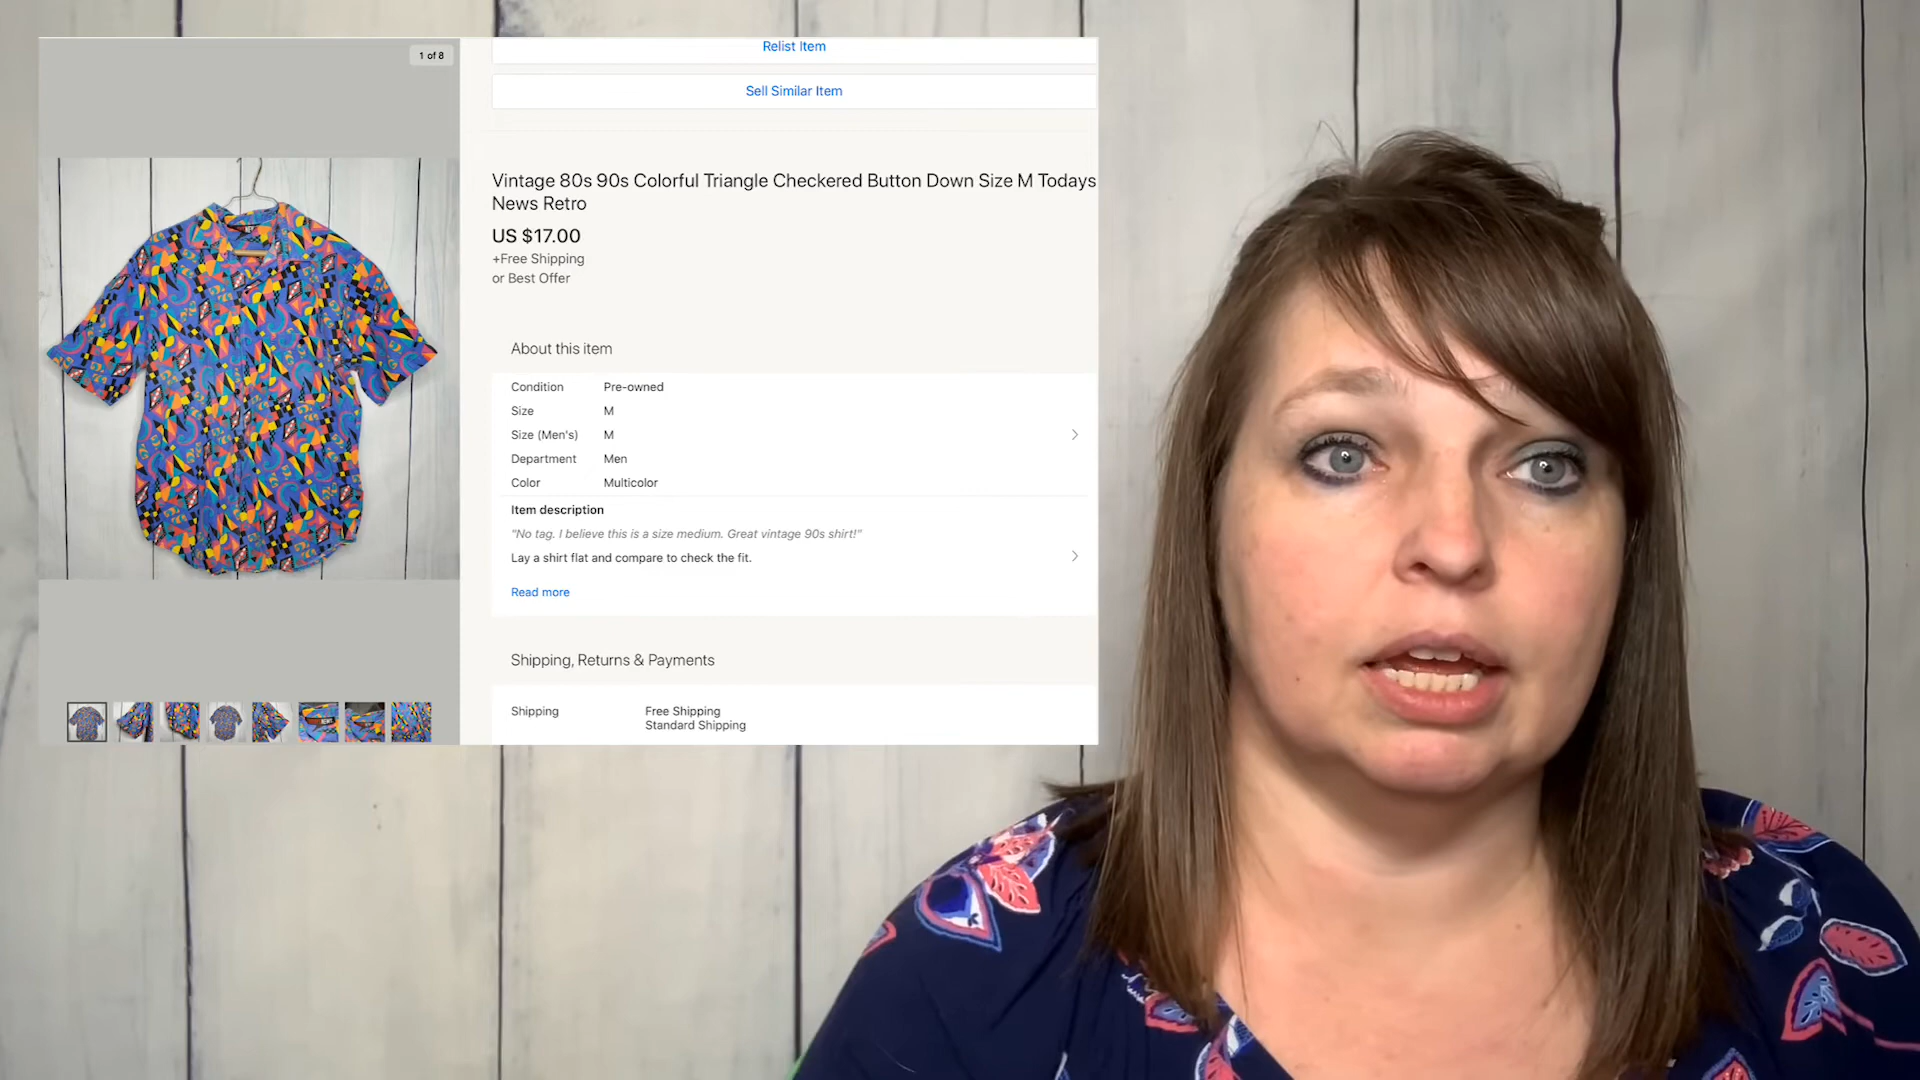 1 of 8
Relist Item
Sell Similar Item
Vintage 80s 90s Colorful Triangle Checkered Button Down Size M Todays
News Retro
US $17.00
+Free Shipping
or Best Offer
About this item
Condition Pre-owned
Size M
Size (Men's) M
Department Men
Color Multicolor
Item description
"No tag. I believe this is a size medium. Great vintage 90s shirt!"
Lay a shirt flat and compare to check the fit.
Read more
Shipping, Returns & Payments
Shipping Free Shipping
Standard Shipping